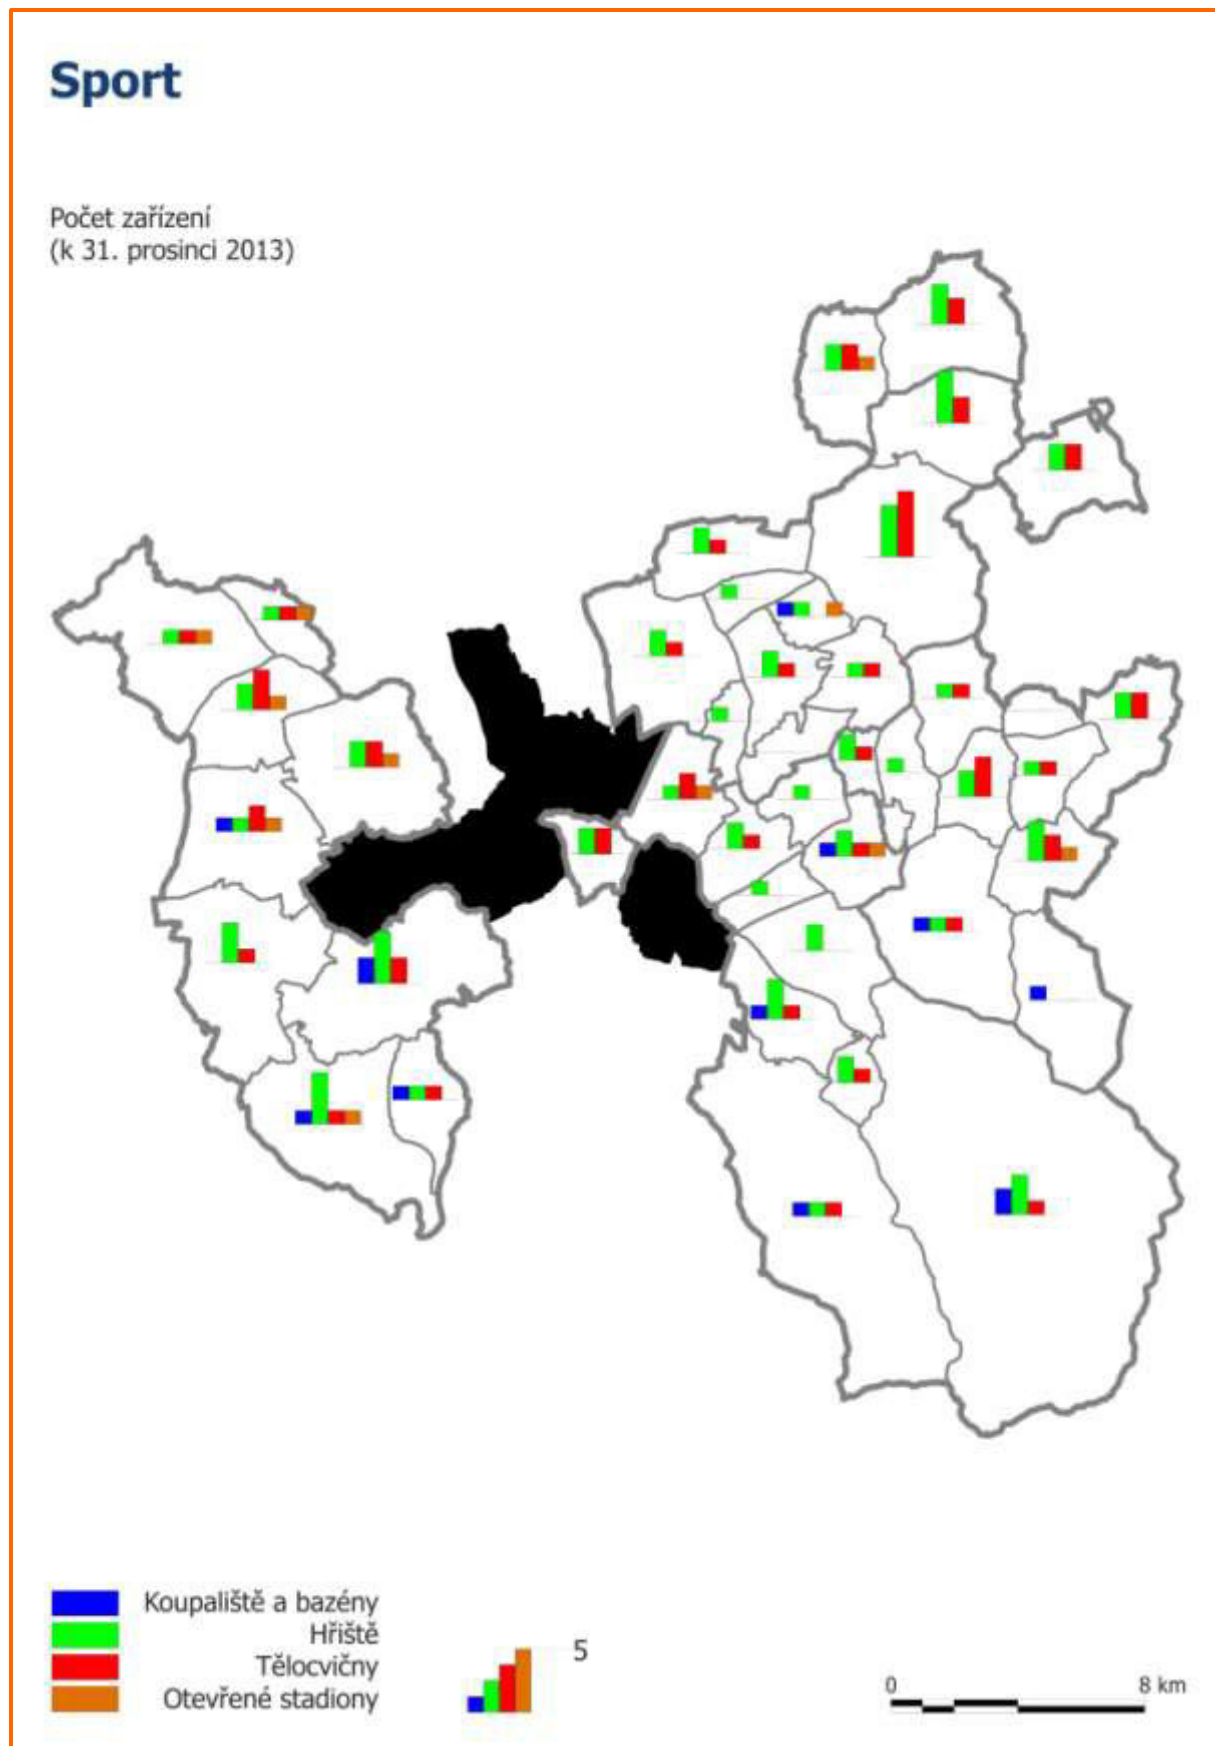 Sport
Počet zařízení
(k 31. prosinci 2013)
Koupaliště a bazény
Hřiště
Tělocvičny
Otevřené stadiony
5
0 8 km